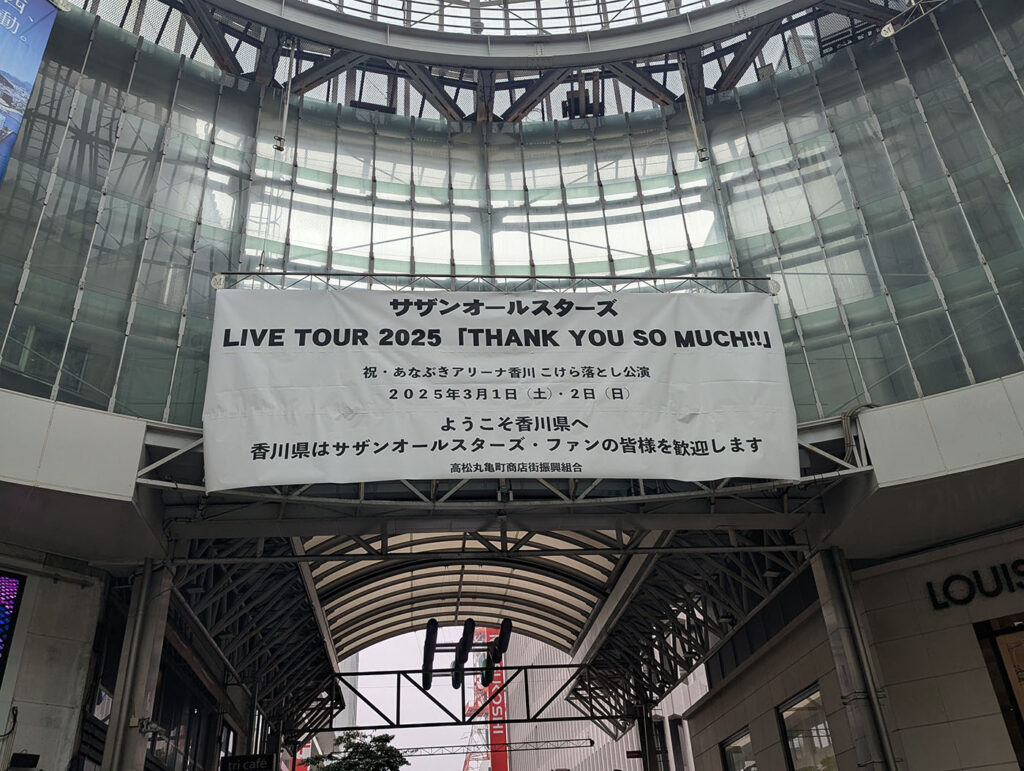 動。
サザンオールスターズ
LIVE TOUR 2025「THANK YOU SO MUCH!!」
祝・あなぶきアリーナ香川 こけら落とし公演
2025年3月1日（土）・2日（日）
ようこそ香川県へ
香川県はサザンオールスターズ・ファンの皆様を歓迎します
高松丸亀町商店街振興組合
LOUIS
tri café